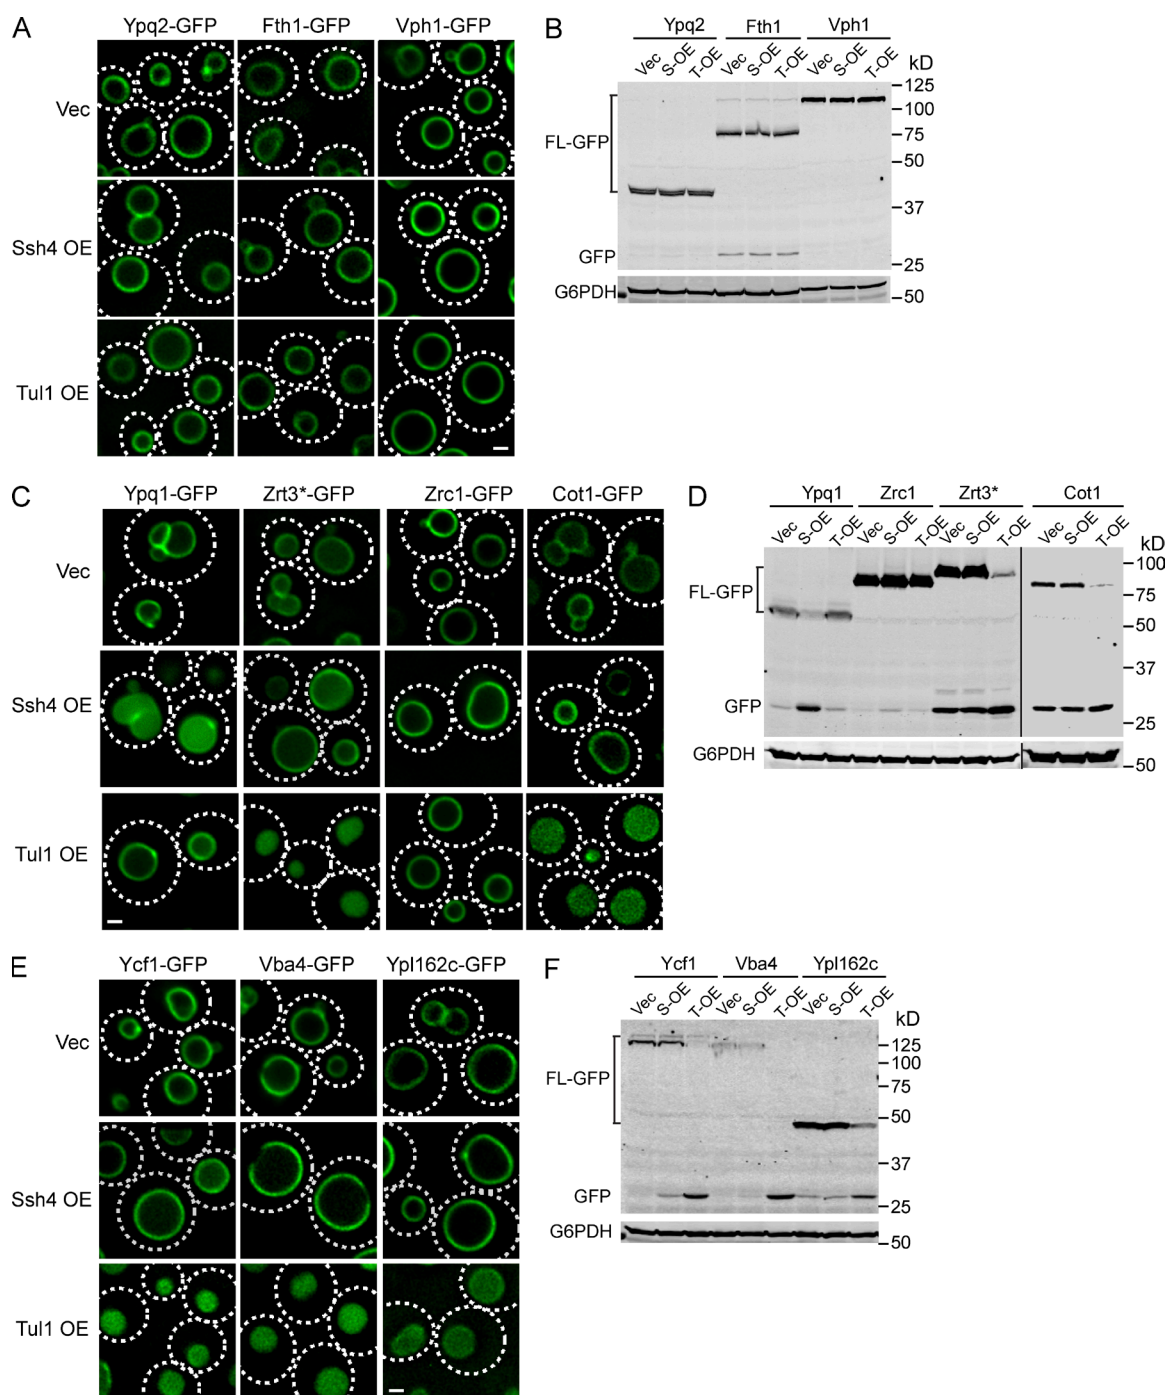 A
Ypq2-GFP Fth1-GFP Vph1-GFP
Vec
Ssh4 OE
Tul1 OE
B
Ypq2 Fth1 Vph1
Vec S-OE T-OE Vec S-OE T-OE Vec S-OE T-OE kD
125
100
FL-GFP
75
50
37
GFP
25
G6PDH
50
C
Ypq1-GFP Zrt3*-GFP Zrc1-GFP Cot1-GFP
Vec
Ssh4 OE
Tul1 OE
D
Ypq1 Zrc1 Zrt3* Cot1
Vec S-OE T-OE Vec S-OE T-OE Vec S-OE T-OE Vec S-OE T-OE kD
100
FL-GFP
75
50
37
GFP
25
G6PDH
50
E
Ycf1-GFP Vba4-GFP Ypl162c-GFP
Vec
Ssh4 OE
Tul1 OE
F
Ycf1 Vba4 Ypl162c
Vec S-OE T-OE Vec S-OE T-OE Vec S-OE T-OE kD
125
100
FL-GFP
75
50
37
GFP
25
G6PDH
50